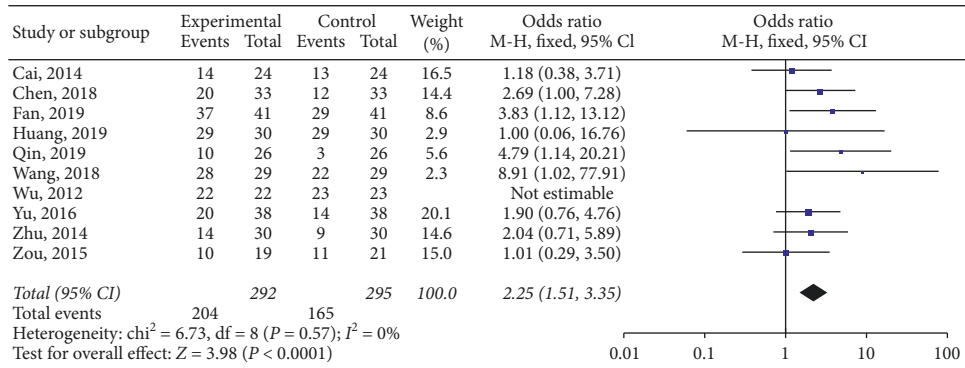 Study or subgroup Experimental Control Weight Odds ratio Odds ratio
Events Total Events Total (%) M-H, fixed, 95% Cl M-H, fixed, 95% CI
Cai, 2014 14 24 13 24 16.5 1.18 (0.38, 3.71)
Chen, 2018 20 33 12 33 14.4 2.69 (1.00, 7.28)
Fan, 2019 37 41 29 41 8.6 3.83 (1.12, 13.12)
Huang, 2019 29 30 29 30 2.9 1.00 (0.06, 16.76)
Qin, 2019 10 26 3 26 5.6 4.79 (1.14, 20.21)
Wang, 2018 28 29 22 29 2.3 8.91 (1.02, 77.91)
Wu, 2012 22 22 23 23 Not estimable
Yu, 2016 20 38 14 38 20.1 1.90 (0.76, 4.76)
Zhu, 2014 14 30 9 30 14.6 2.04 (0.71, 5.89)
Zou, 2015 10 19 11 21 15.0 1.01 (0.29, 3.50)
Total (95% CI) 292 295 100.0 2.25 (1.51, 3.35)
Total events 204 165
Heterogeneity: chi² = 6.73, df = 8 (P = 0.57); I² = 0%
Test for overall effect: Z = 3.98 (P < 0.0001)
0.01 0.1 1 10 100